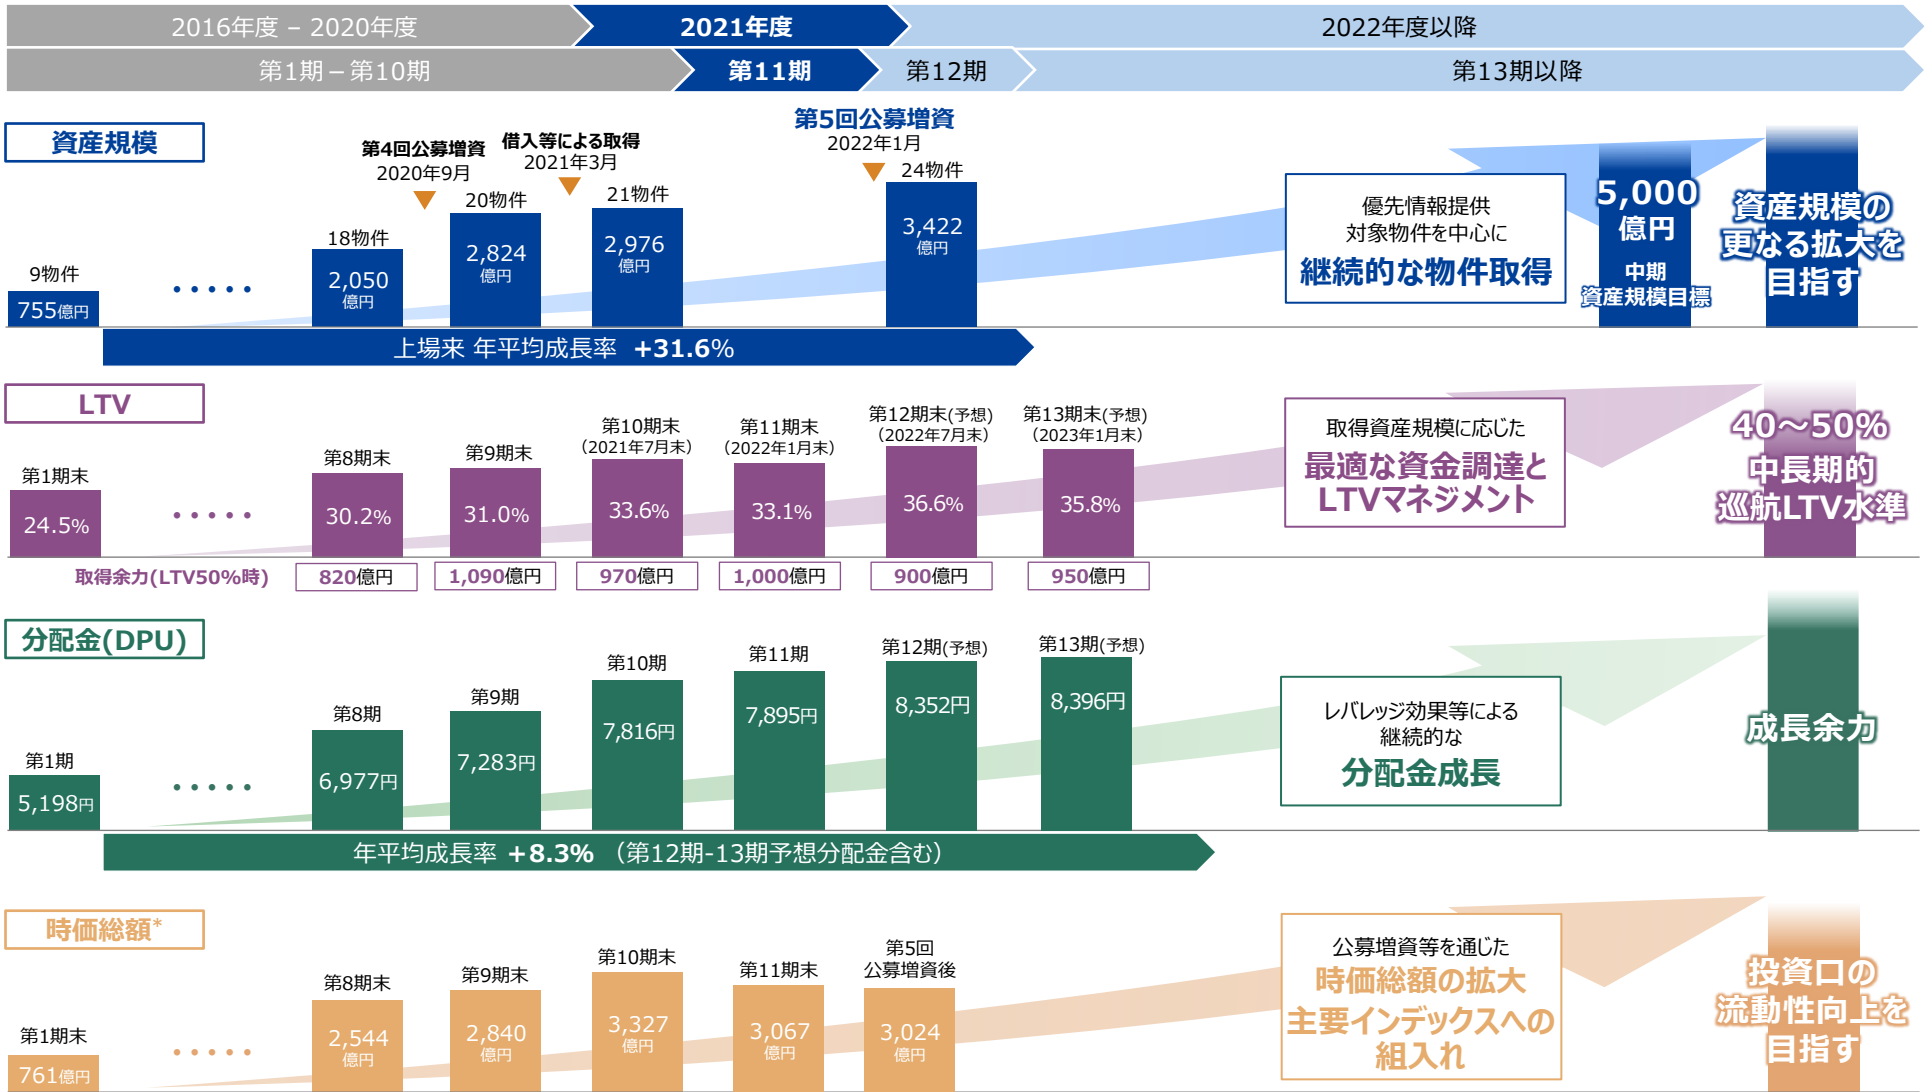 2016年度 – 2020年度
2021年度
2022年度以降
第1期 – 第10期
第11期
第12期
第13期以降
資産規模
9物件
755億円
・・・・・
18物件
2,050
億円
第4回公募増資
2020年9月
20物件
2,824
億円
借入等による取得
2021年3月
21物件
2,976
億円
第5回公募増資
2022年1月
24物件
3,422
億円
優先情報提供
対象物件を中心に
継続的な物件取得
5,000
億円
中期
資産規模目標
資産規模の
更なる拡大を
目指す
上場来 年平均成長率 +31.6%
LTV
第1期末
24.5%
・・・・・
第8期末
30.2%
第9期末
31.0%
第10期末
（2021年7月末）
33.6%
第11期末
（2022年1月末）
33.1%
第12期末(予想)
（2022年7月末）
36.6%
第13期末(予想)
（2023年1月末）
35.8%
取得資産規模に応じた
最適な資金調達と
LTVマネジメント
40～50%
中長期的
巡航LTV水準
取得余力(LTV50%時)
820億円
1,090億円
970億円
1,000億円
900億円
950億円
分配金(DPU)
第1期
5,198円
・・・・・
第8期
6,977円
第9期
7,283円
第10期
7,816円
第11期
7,895円
第12期(予想)
8,352円
第13期(予想)
8,396円
レバレッジ効果等による
継続的な
分配金成長
成長余力
年平均成長率 +8.3% （第12期-13期予想分配金含む）
時価総額*
第1期末
761億円
・・・・・
第8期末
2,544
億円
第9期末
2,840
億円
第10期末
3,327
億円
第11期末
3,067
億円
第5回
公募増資後
3,024
億円
公募増資等を通じた
時価総額の拡大
主要インデックスへの
組入れ
投資口の
流動性向上を
目指す